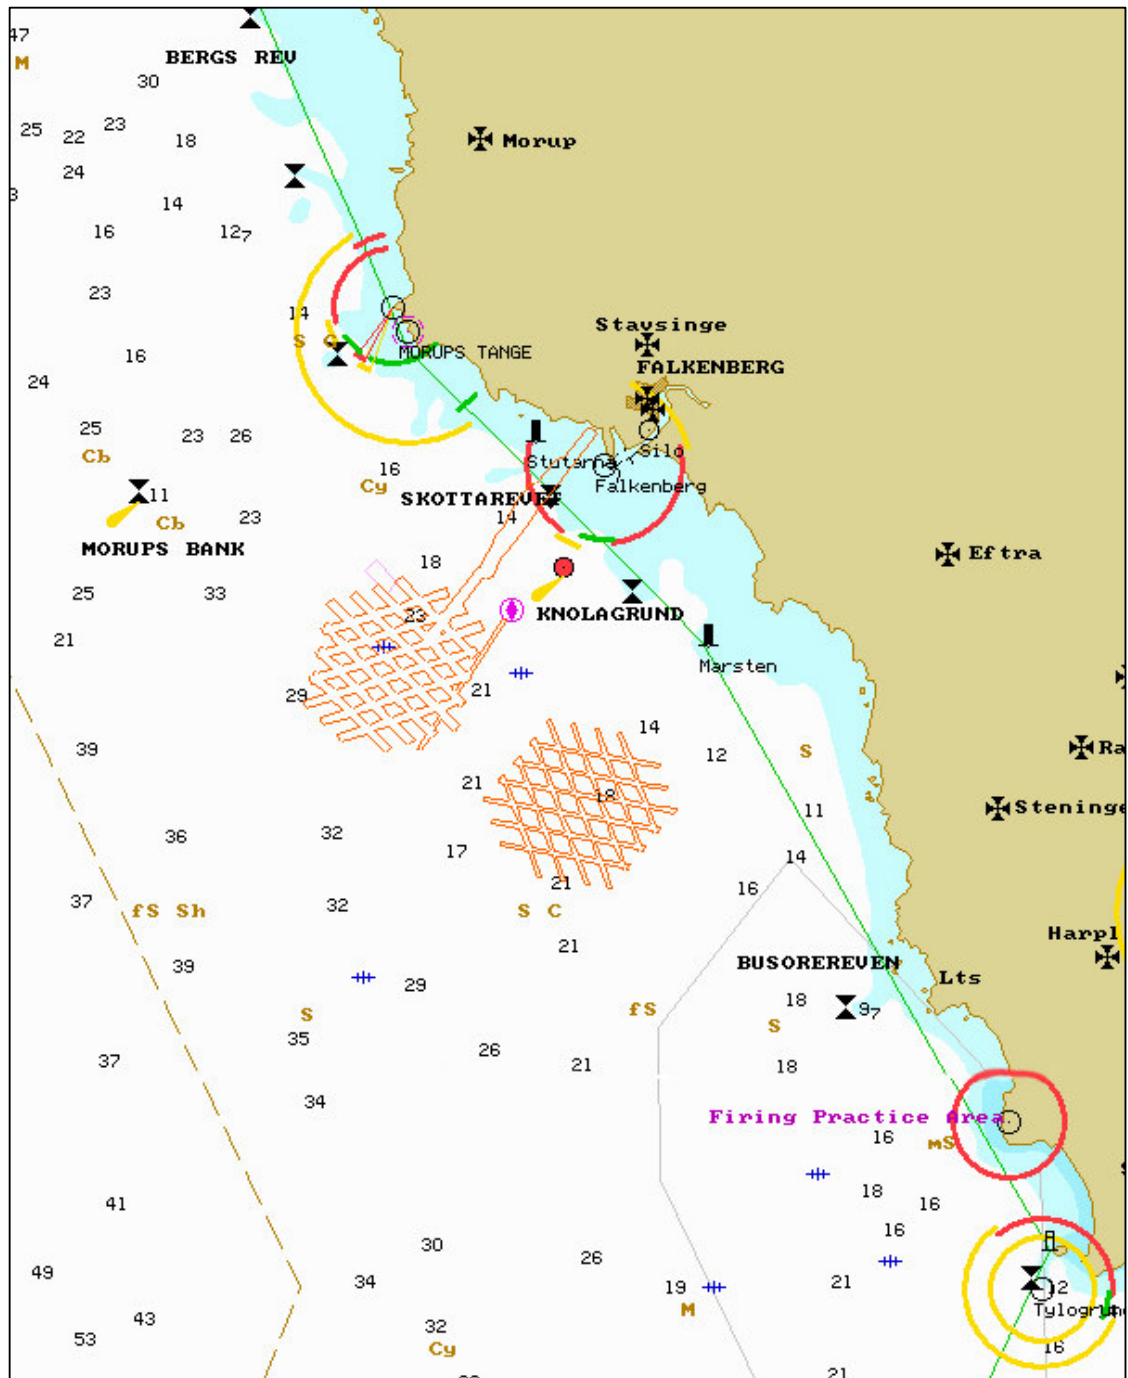 47
M
BERGS REV
30
25
22
23
18
Morup
24
3
14
16
12₇
23
14
Stavsinge
S
MORUPS TANGE
16
FALKENBERG
24
25
23
26
Silo
Cb
Stutarna
16
Cy
Falkenberg
11
SKOTTAREVET
14
23
Cb
MORUPS BANK
Eftra
18
25
33
23
KNOLAGRUND
21
Marsten
29
21
14
39
12
S
Ra
21
18
11
Steninge
36
32
17
14
21
16
37
32
fS Sh
S C
Harpl
21
39
BUSOREREVEN
Lts
29
18
9₇
S
fS
S
35
26
37
21
18
34
Firing Practice Area
16
mS
18
41
16
16
30
26
49
34
19
21
12
M
Tylogrund
43
53
32
Cy
16
21